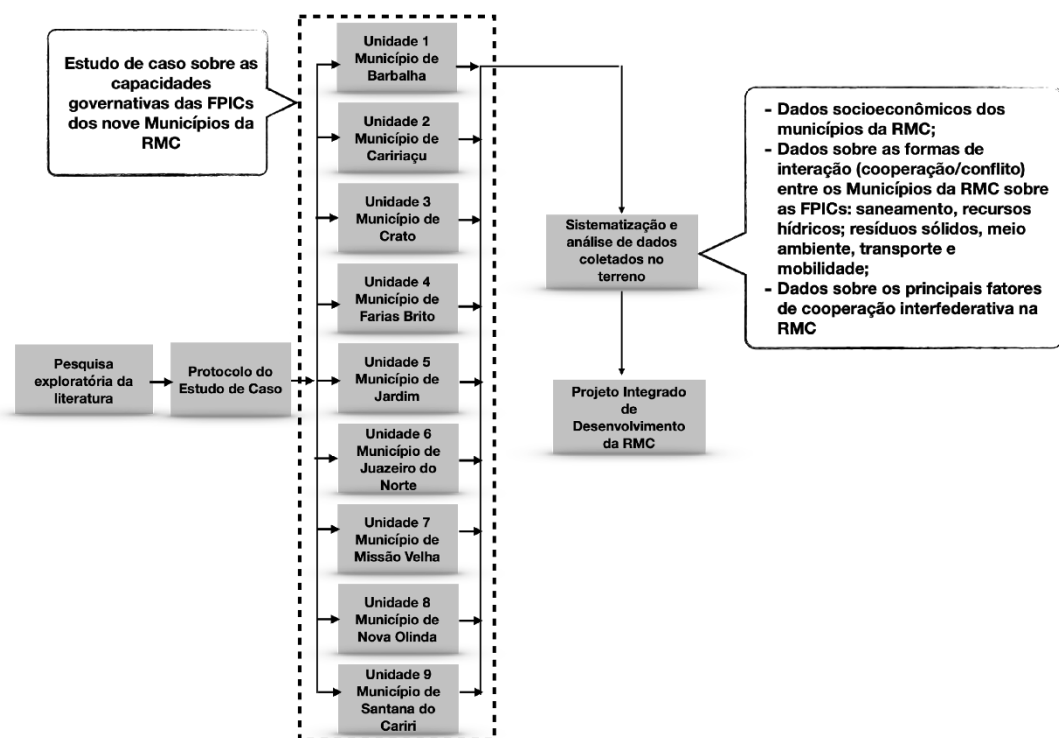 Estudo de caso sobre as
capacidades
governativas das FPICs
dos nove Municípios da
RMC
Pesquisa
exploratória da
literatura
Protocolo do
Estudo de Caso
Unidade 1
Município de
Barbalha
Unidade 2
Município de
Caririaçu
Unidade 3
Município de
Crato
Unidade 4
Município de
Farias Brito
Unidade 5
Município de
Jardim
Unidade 6
Município de
Juazeiro do
Norte
Unidade 7
Município de
Missão Velha
Unidade 8
Município de
Nova Olinda
Unidade 9
Município de
Santana do
Cariri
Sistematização e
análise de dados
coletados no
terreno
Projeto Integrado
de
Desenvolvimento
da RMC
- Dados socioeconômicos dos
municípios da RMC;
- Dados sobre as formas de
interação (cooperação/conflito)
entre os Municípios da RMC sobre
as FPICs: saneamento, recursos
hídricos; resíduos sólidos, meio
ambiente, transporte e
mobilidade;
- Dados sobre os principais fatores
de cooperação interfederativa na
RMC